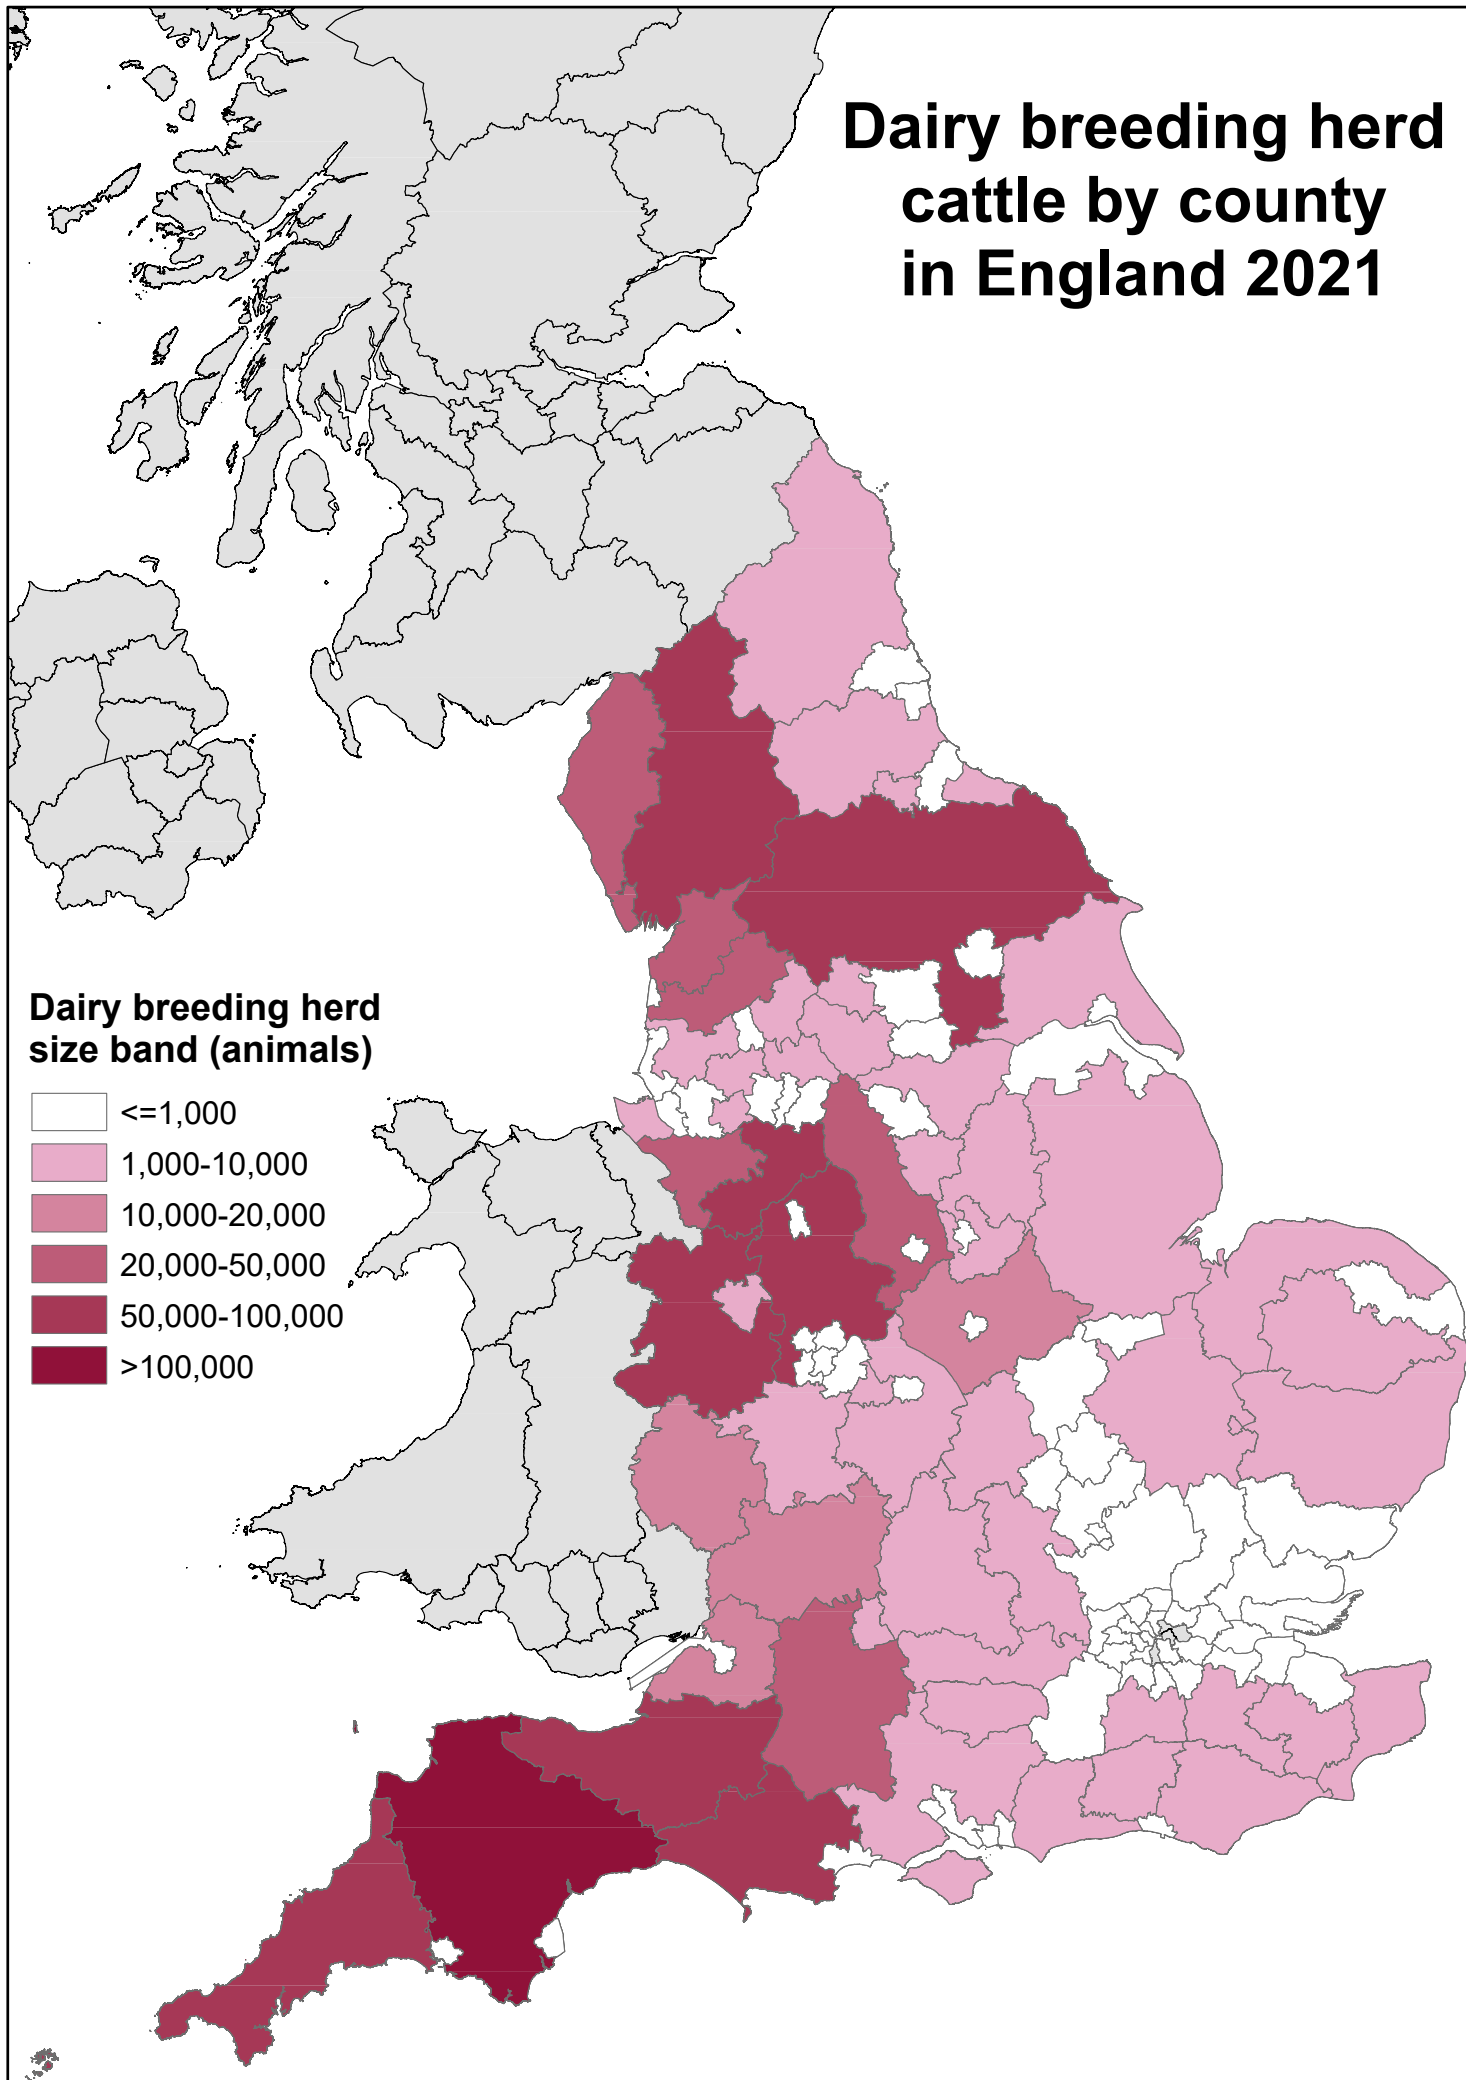 Dairy breeding herd
cattle by county
in England 2021
Dairy breeding herd
size band (animals)
<=1,000
1,000-10,000
10,000-20,000
20,000-50,000
50,000-100,000
>100,000